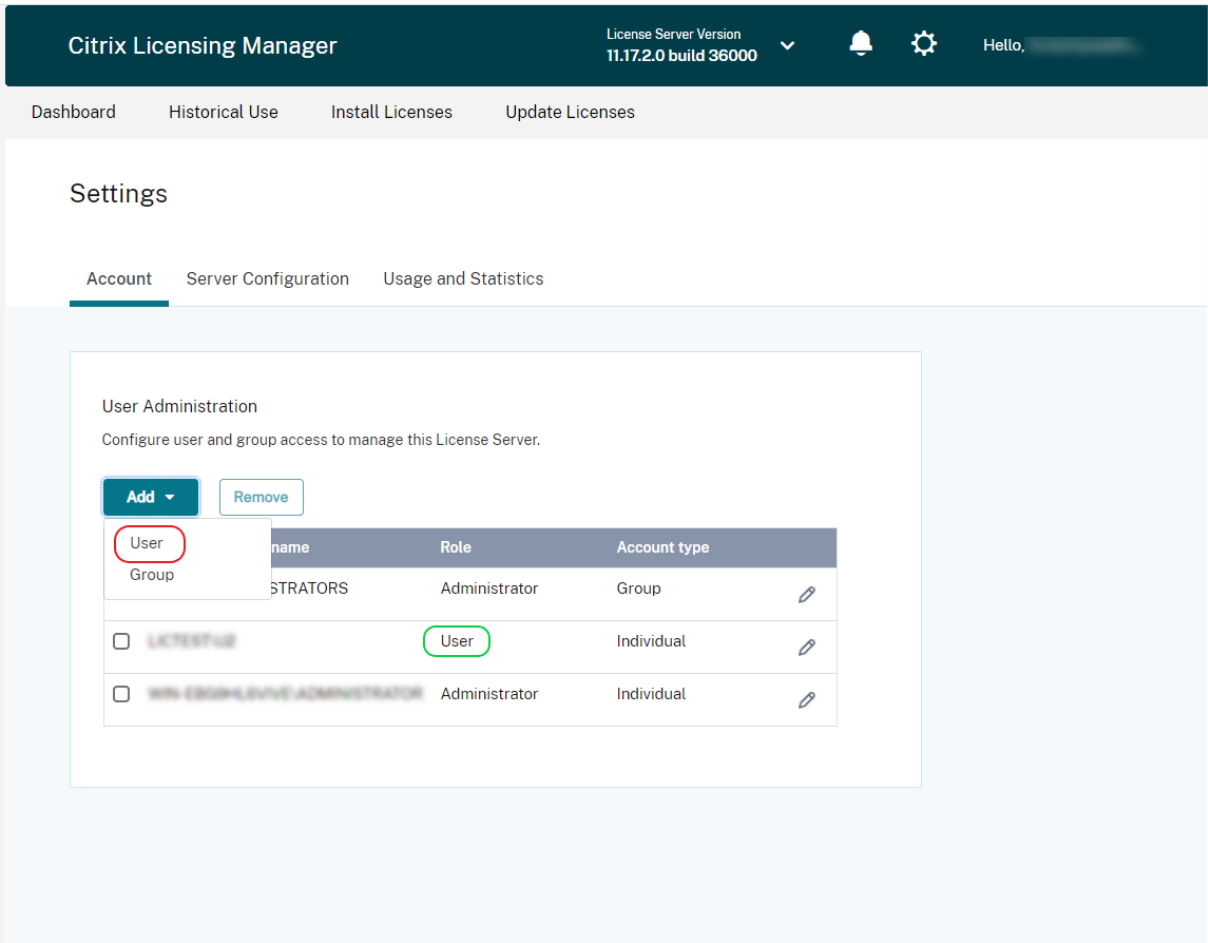 Citrix Licensing Manager
License Server Version
11.17.2.0 build 36000
Hello,
Dashboard Historical Use Install Licenses Update Licenses
Settings
Account Server Configuration Usage and Statistics
User Administration
Configure user and group access to manage this License Server.
Add Remove
User
Group
name Role Account type
STRATORS Administrator Group
User Individual
Administrator Individual